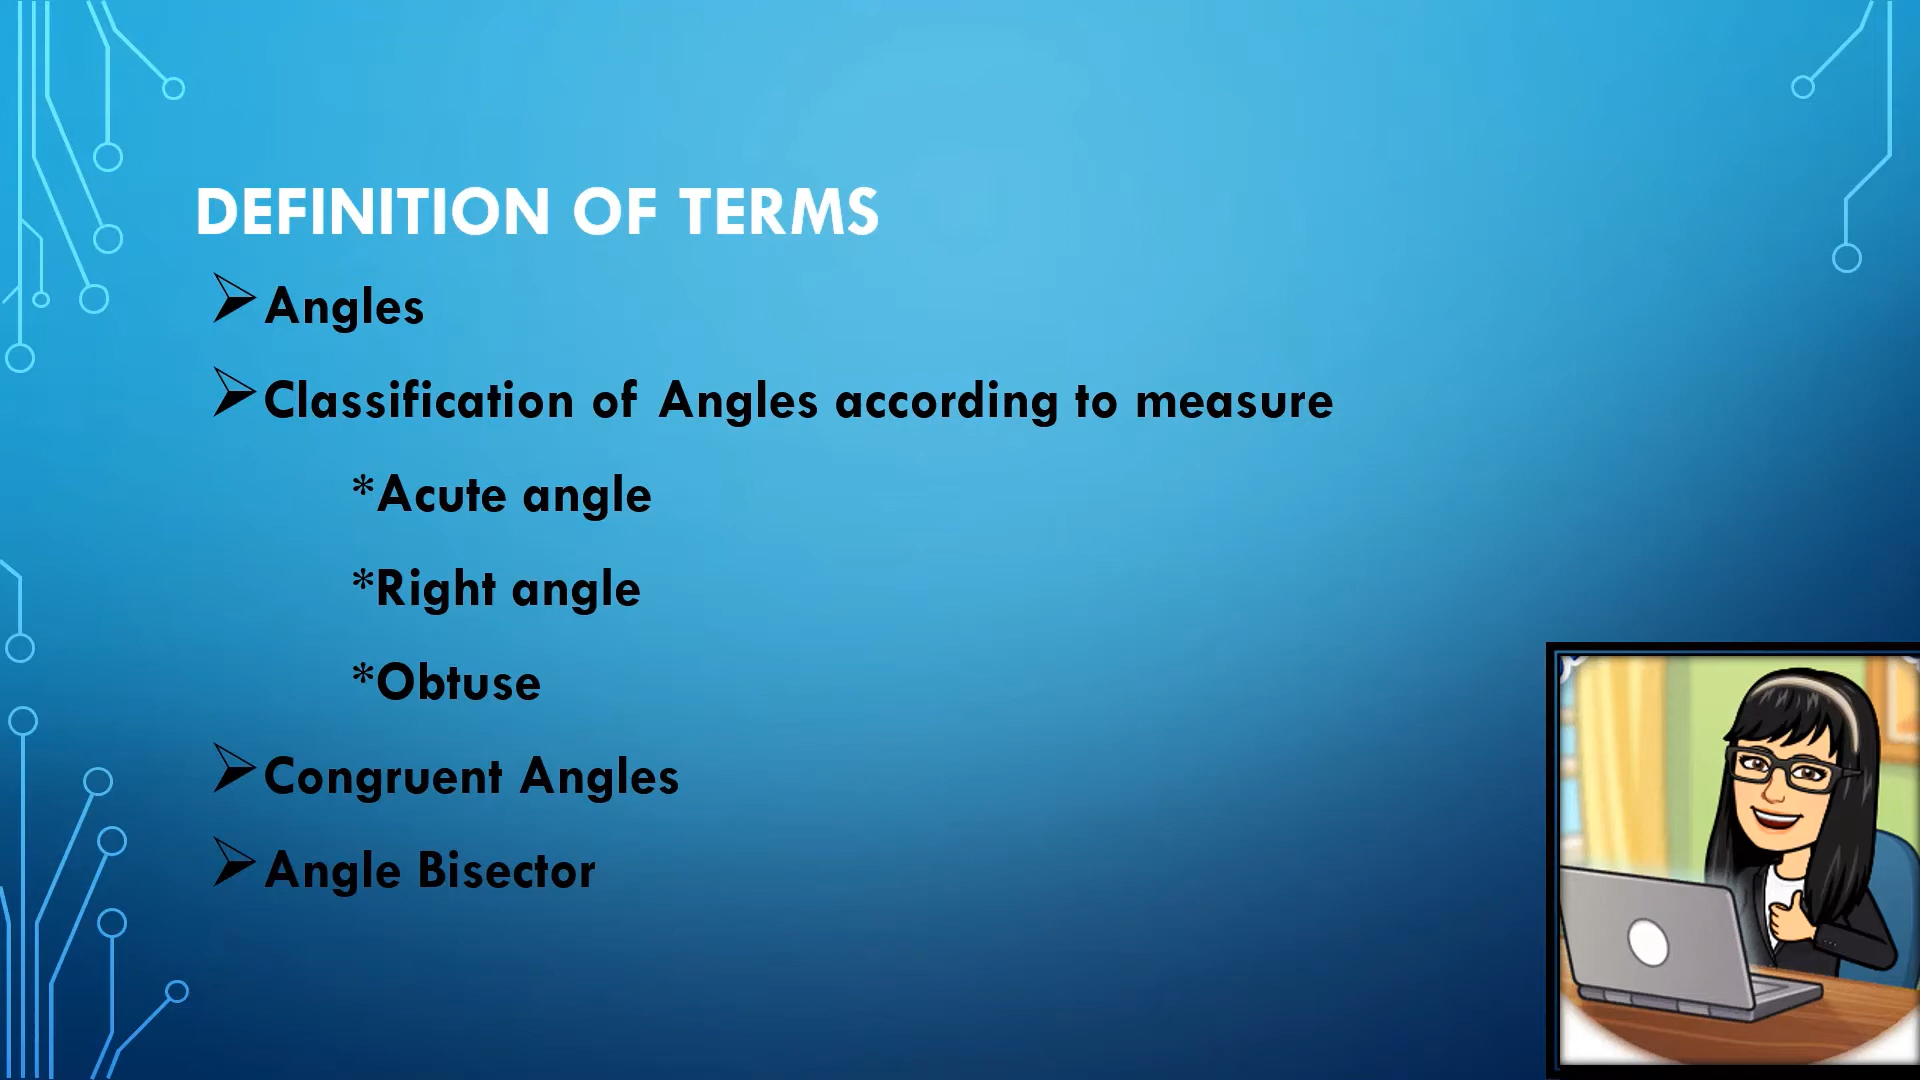 DEFINITION OF TERMS
Angles
Classification of Angles according to measure
*Acute angle
*Right angle
*Obtuse
Congruent Angles
Angle Bisector